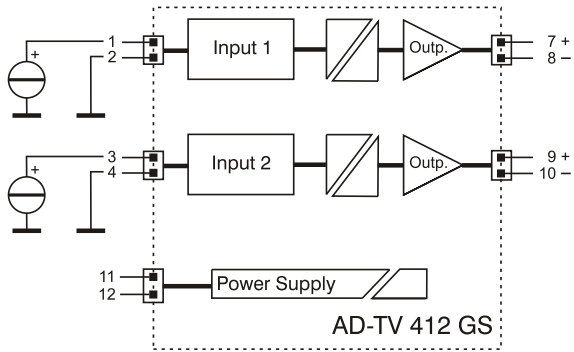 1
2
+
Input 1
Outp.
7 +
8 –
3
4
+
Input 2
Outp.
9 +
10 –
11
12
Power Supply
AD-TV 412 GS